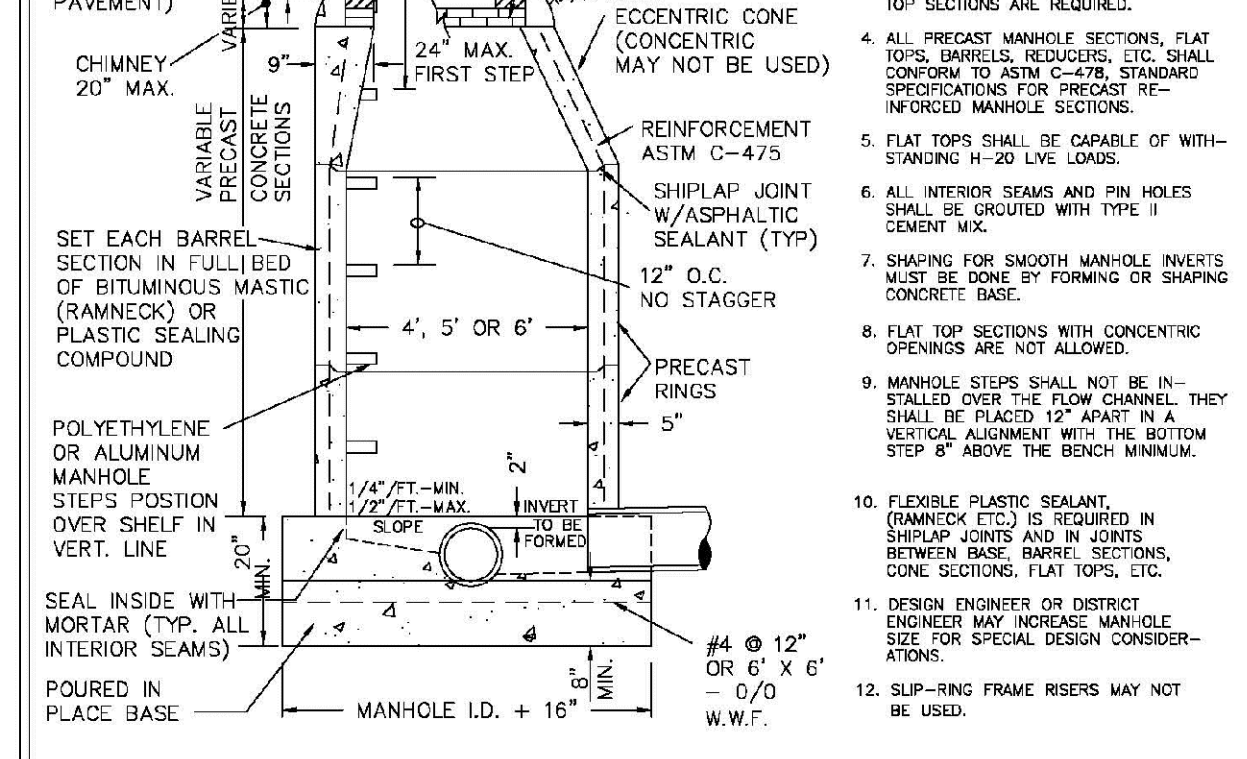 PAVEMENT)
VARIE
CHIMNEY
20" MAX.
9"
24" MAX.
FIRST STEP
ECCENTRIC CONE
(CONCENTRIC
MAY NOT BE USED)
VARIABLE
PRECAST
CONCRETE
SECTIONS
REINFORCEMENT
ASTM C-475
SHIPLAP JOINT
W/ASPHALTIC
SEALANT (TYP)
SET EACH BARREL
SECTION IN FULL BED
OF BITUMINOUS MASTIC
(RAMNECK) OR
PLASTIC SEALING
COMPOUND
12" O.C.
NO STAGGER
4', 5' OR 6'
PRECAST
RINGS
5"
POLYETHYLENE
OR ALUMINUM
MANHOLE
STEPS POSTION
OVER SHELF IN
VERT. LINE
2"
1/4"/FT.-MIN.
1/2"/FT.-MAX.
SLOPE
INVERT
TO BE
FORMED
20"
MIN.
SEAL INSIDE WITH
MORTAR (TYP. ALL
INTERIOR SEAMS)
POURED IN
PLACE BASE
MANHOLE I.D. + 16"
8"
MIN.
#4 @ 12"
OR 6' X 6'
- 0/0
W.W.F.
TOP SECTIONS ARE REQUIRED.
4. ALL PRECAST MANHOLE SECTIONS, FLAT
TOPS, BARRELS, REDUCERS, ETC. SHALL
CONFORM TO ASTM C-478, STANDARD
SPECIFICATIONS FOR PRECAST RE-
INFORCED MANHOLE SECTIONS.
5. FLAT TOPS SHALL BE CAPABLE OF WITH-
STANDING H-20 LIVE LOADS.
6. ALL INTERIOR SEAMS AND PIN HOLES
SHALL BE GROUTED WITH TYPE II
CEMENT MIX.
7. SHAPING FOR SMOOTH MANHOLE INVERTS
MUST BE DONE BY FORMING OR SHAPING
CONCRETE BASE.
8. FLAT TOP SECTIONS WITH CONCENTRIC
OPENINGS ARE NOT ALLOWED.
9. MANHOLE STEPS SHALL NOT BE IN-
STALLED OVER THE FLOW CHANNEL. THEY
SHALL BE PLACED 12" APART IN A
VERTICAL ALIGNMENT WITH THE BOTTOM
STEP 8" ABOVE THE BENCH MINIMUM.
10. FLEXIBLE PLASTIC SEALANT,
(RAMNECK ETC.) IS REQUIRED IN
SHIPLAP JOINTS AND IN JOINTS
BETWEEN BASE, BARREL SECTIONS,
CONE SECTIONS, FLAT TOPS, ETC.
11. DESIGN ENGINEER OR DISTRICT
ENGINEER MAY INCREASE MANHOLE
SIZE FOR SPECIAL DESIGN CONSIDER-
ATIONS.
12. SLIP-RING FRAME RISERS MAY NOT
BE USED.